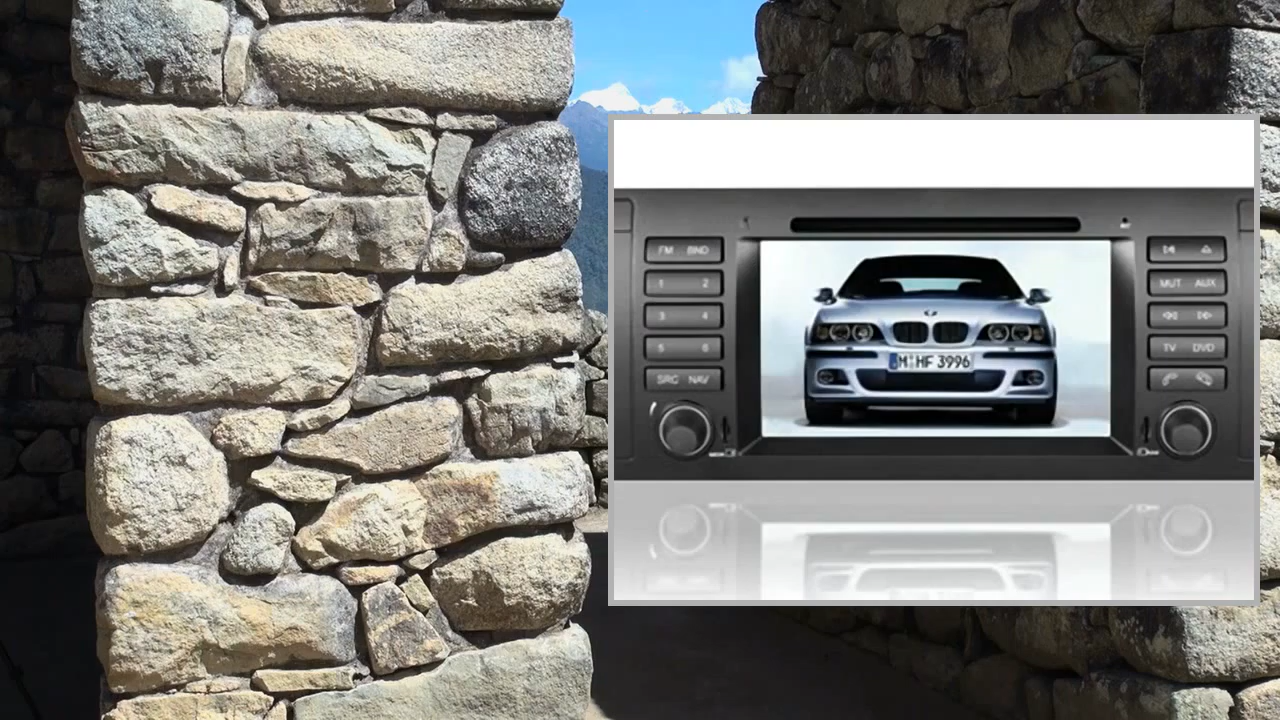 FM BND
1 2
3 4
5 6
SRC NAV
M HF 3996
MUT AUX
TV DVD